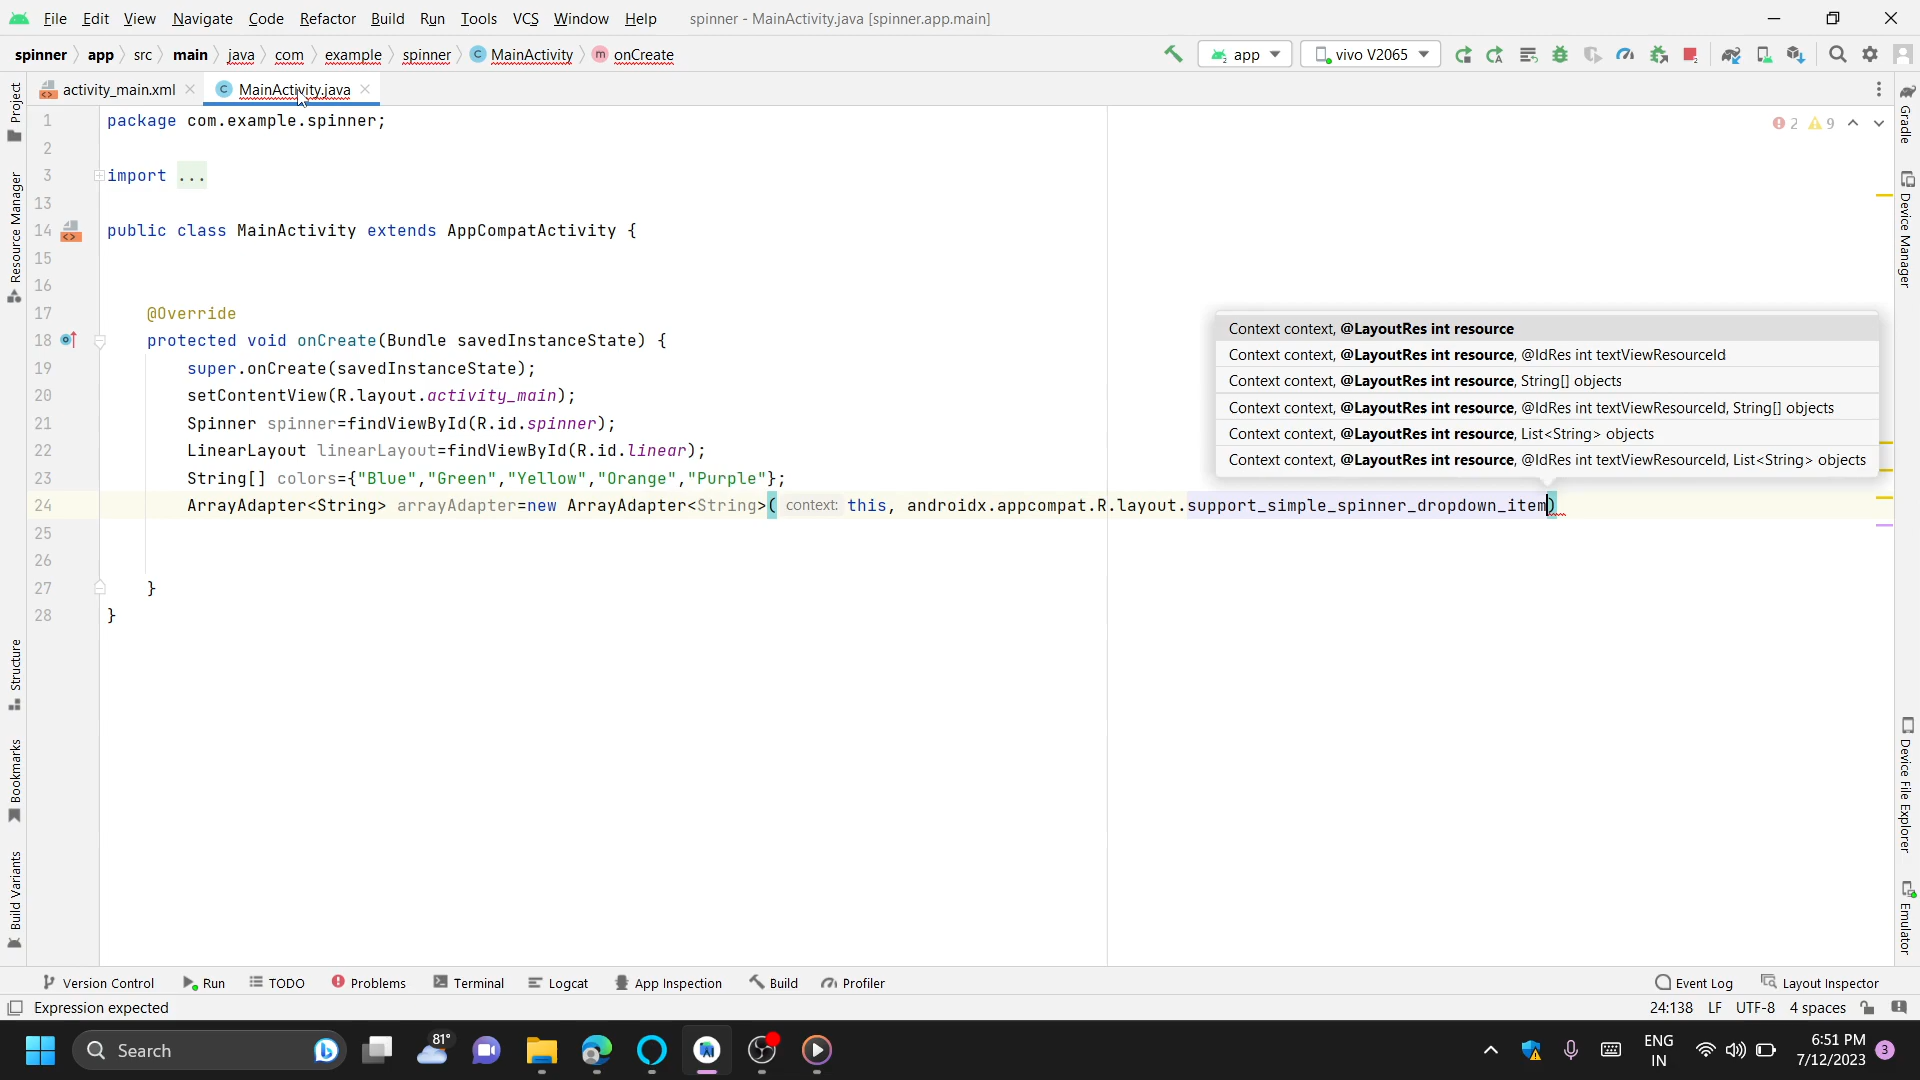 File Edit View Navigate Code Refactor Build Run Tools VCS Window Help spinner - MainActivity.java [spinner.app.main]
spinner app src main java com example spinner MainActivity onCreate app vivo V2065
activity_main.xml MainActivity.java
1 package com.example.spinner;
2 2 9
3 import ...
13
14 public class MainActivity extends AppCompatActivity {
15
16
17 @Override
18 protected void onCreate(Bundle savedInstanceState) {
19 super.onCreate(savedInstanceState);
20 setContentView(R.layout.activity_main);
21 Spinner spinner=findViewById(R.id.spinner);
22 LinearLayout linearLayout=findViewById(R.id.linear);
23 String[] colors={"Blue","Green","Yellow","Orange","Purple"};
24 ArrayAdapter<String> arrayAdapter=new ArrayAdapter<String>( context: this, androidx.appcompat.R.layout.support_simple_spinner_dropdown_item)
25
26
27 }
28 }
Context context, @LayoutRes int resource
Context context, @LayoutRes int resource, @IdRes int textViewResourceId
Context context, @LayoutRes int resource, String[] objects
Context context, @LayoutRes int resource, @IdRes int textViewResourceId, String[] objects
Context context, @LayoutRes int resource, List<String> objects
Context context, @LayoutRes int resource, @IdRes int textViewResourceId, List<String> objects
Project
Resource Manager
Structure
Bookmarks
Build Variants
Gradle
Device Manager
Device File Explorer
Emulator
Version Control Run TODO Problems Terminal Logcat App Inspection Build Profiler Event Log Layout Inspector
Expression expected 24:138 LF UTF-8 4 spaces
Search 81° ENG IN 6:51 PM 7/12/2023 3